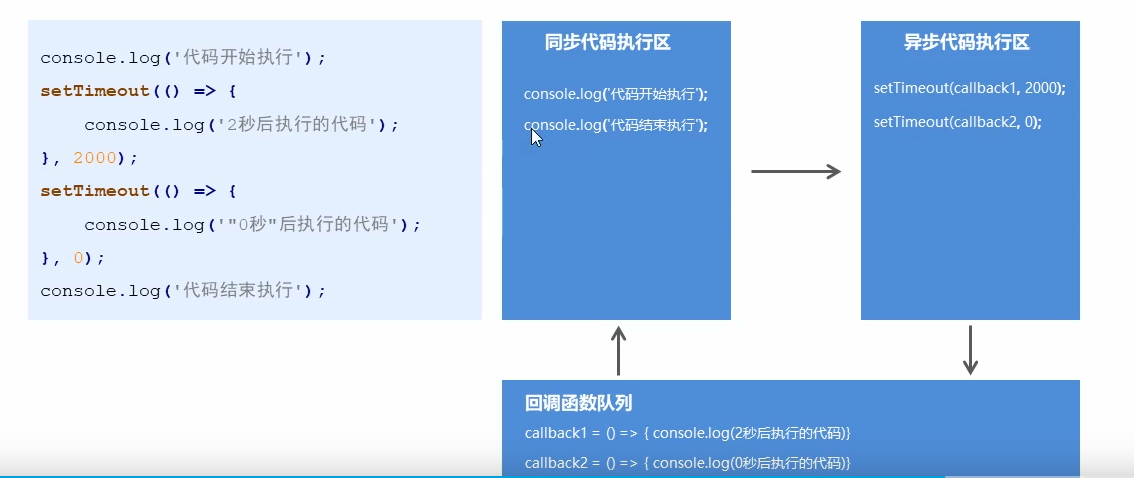 console.log('代码开始执行');
setTimeout(() => {
    console.log('2秒后执行的代码');
}, 2000);
setTimeout(() => {
    console.log('"0秒"后执行的代码');
}, 0);
console.log('代码结束执行');
同步代码执行区
console.log('代码开始执行');
console.log('代码结束执行');
异步代码执行区
setTimeout(callback1, 2000);
setTimeout(callback2, 0);
回调函数队列
callback1 = () => { console.log(2秒后执行的代码)}
callback2 = () => { console.log(0秒后执行的代码)}